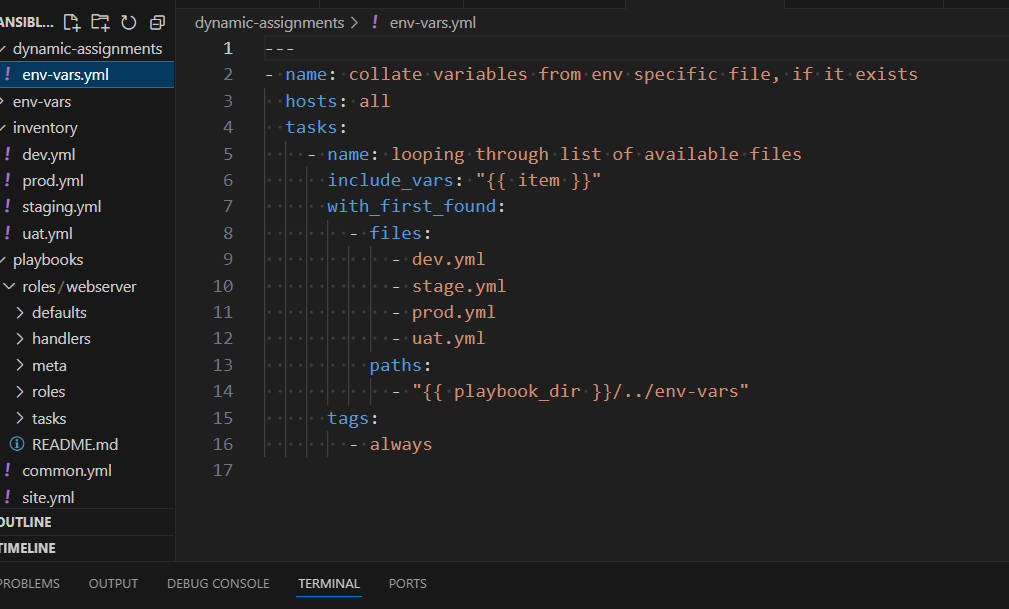 ANSIBL...
dynamic-assignments
! env-vars.yml
env-vars
inventory
! dev.yml
! prod.yml
! staging.yml
! uat.yml
playbooks
roles/webserver
defaults
handlers
meta
roles
tasks
README.md
! common.yml
! site.yml
OUTLINE
TIMELINE
dynamic-assignments > ! env-vars.yml
1 ---
2 - name: collate variables from env specific file, if it exists
3   hosts: all
4   tasks:
5     - name: looping through list of available files
6       include_vars: "{{ item }}"
7       with_first_found:
8         - files:
9             - dev.yml
10             - stage.yml
11             - prod.yml
12             - uat.yml
13           paths:
14             - "{{ playbook_dir }}/../env-vars"
15       tags:
16         - always
17
PROBLEMS OUTPUT DEBUG CONSOLE TERMINAL PORTS